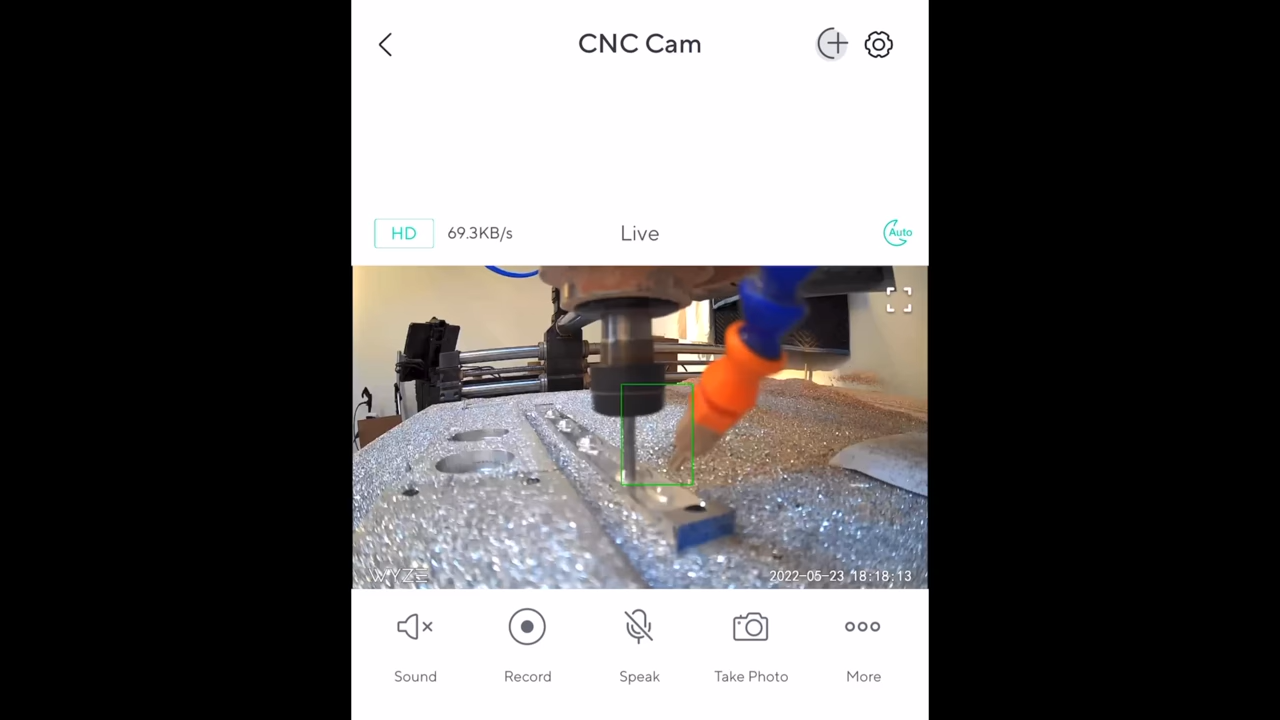 CNC Cam
HD 69.3KB/s Live Auto
WYZE 2022-05-23 18:18:13
Sound Record Speak Take Photo More